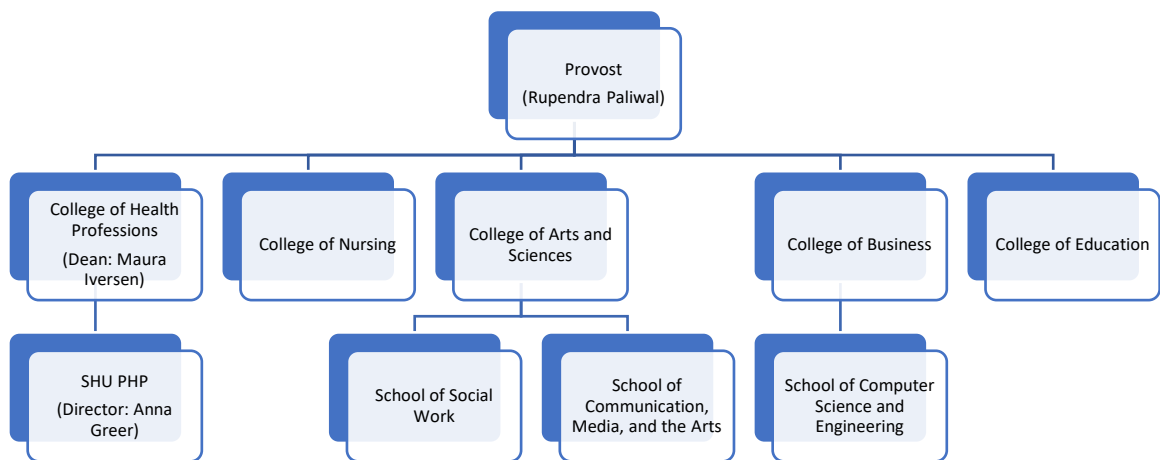 Provost
(Rupendra Paliwal)
College of Health
Professions
(Dean: Maura
Iversen)
College of Nursing
College of Arts and
Sciences
College of Business
College of Education
SHU PHP
(Director: Anna
Greer)
School of Social
Work
School of
Communication,
Media, and the Arts
School of Computer
Science and
Engineering